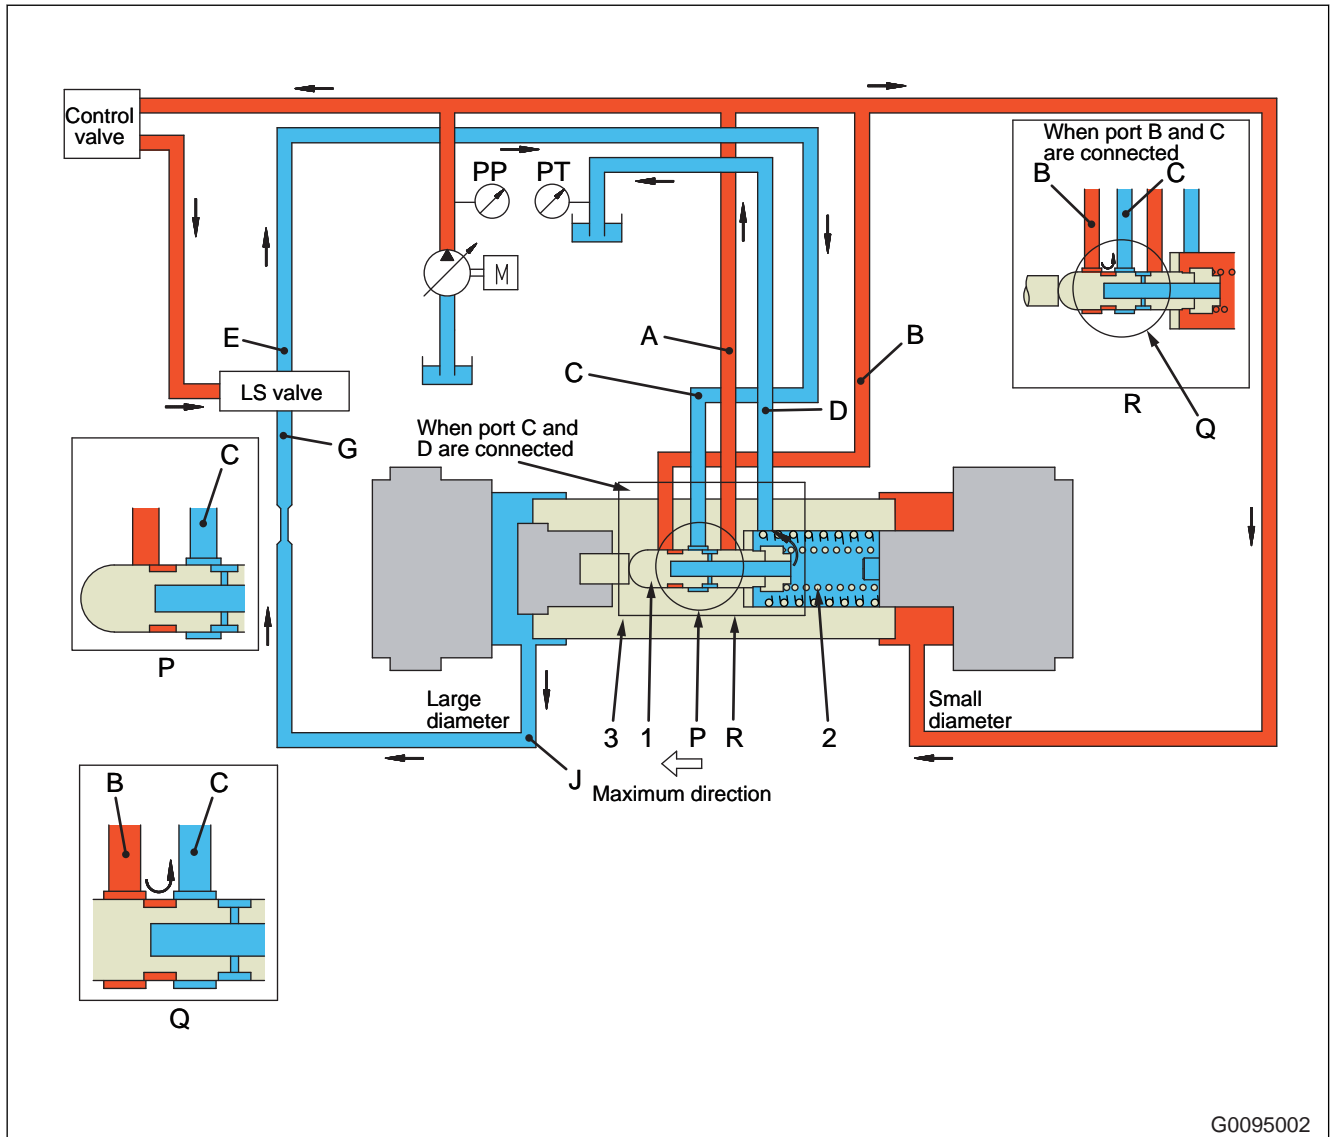 Control
valve
When port B and C
are connected
B
C
PP
PT
M
E
A
B
C
LS valve
D
R
Q
G
When port C and
D are connected
C
P
Large
diameter
Small
diameter
3
1
P
R
2
J
Maximum direction
B
C
Q
G0095002